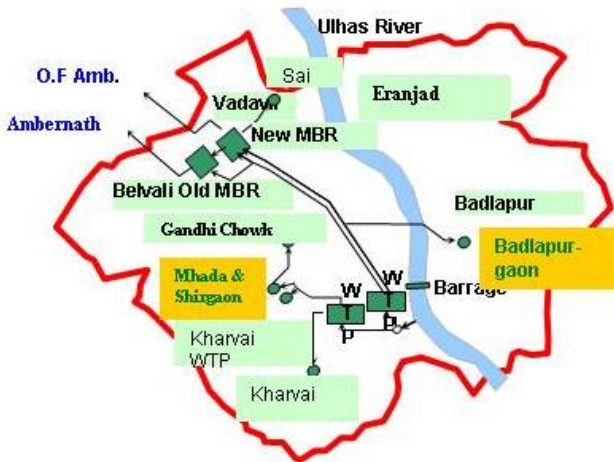 Ulhas River
O.F Amb.
Sai
Eranjad
Ambernath
New MBR
Belvali Old MBR
Badlapur
Gandhi Chowk
Badlapur-
gaon
Mhada &
Shirgaon
W
W
T
T
Barrage
P
Kharvai
WTP
Kharvai